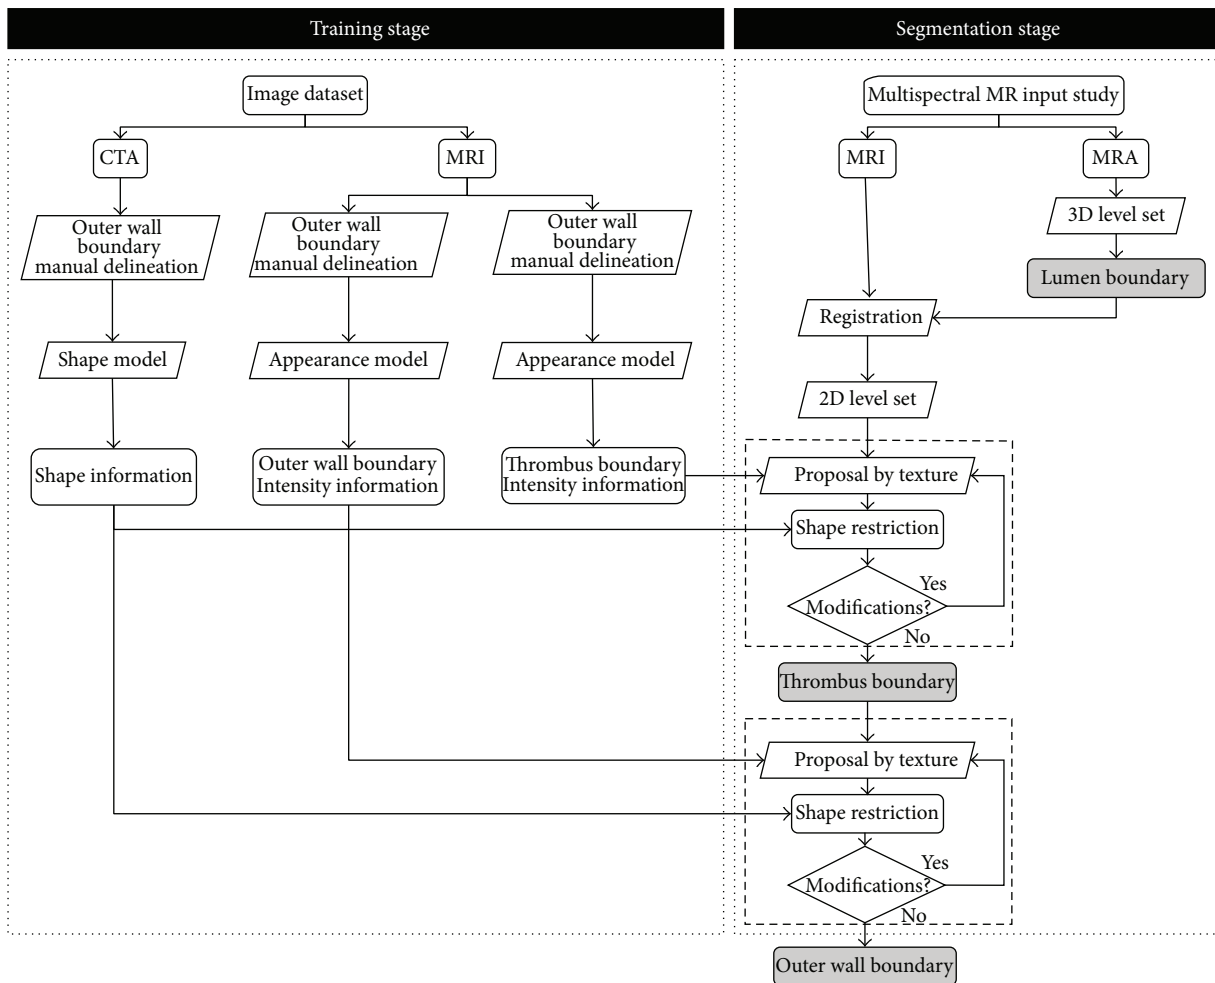 Training stage
Segmentation stage
Image dataset
CTA
MRI
Outer wall
boundary
manual delineation
Outer wall
boundary
manual delineation
Outer wall
boundary
manual delineation
Shape model
Appearance model
Appearance model
Shape information
Outer wall boundary
Intensity information
Thrombus boundary
Intensity information
Multispectral MR input study
MRI
MRA
3D level set
Lumen boundary
Registration
2D level set
Proposal by texture
Shape restriction
Modifications?
Yes
No
Thrombus boundary
Proposal by texture
Shape restriction
Modifications?
Yes
No
Outer wall boundary